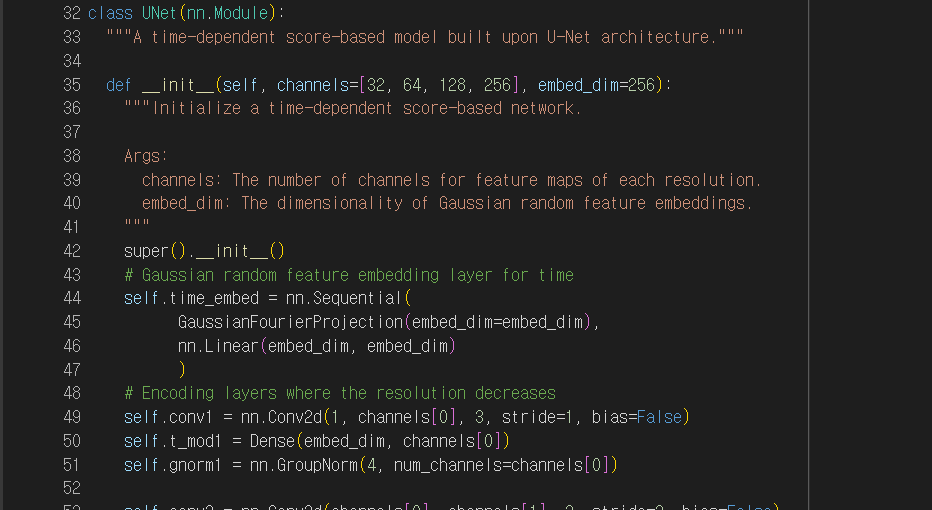 32 class UNet(nn.Module):
33 """A time-dependent score-based model built upon U-Net architecture."""
34
35 def __init__(self, channels=[32, 64, 128, 256], embed_dim=256):
36 """Initialize a time-dependent score-based network.
37
38 Args:
39 channels: The number of channels for feature maps of each resolution.
40 embed_dim: The dimensionality of Gaussian random feature embeddings.
41 """
42 super().__init__()
43 # Gaussian random feature embedding layer for time
44 self.time_embed = nn.Sequential(
45 GaussianFourierProjection(embed_dim=embed_dim),
46 nn.Linear(embed_dim, embed_dim)
47 )
48 # Encoding layers where the resolution decreases
49 self.conv1 = nn.Conv2d(1, channels[0], 3, stride=1, bias=False)
50 self.t_mod1 = Dense(embed_dim, channels[0])
51 self.gnorm1 = nn.GroupNorm(4, num_channels=channels[0])
52